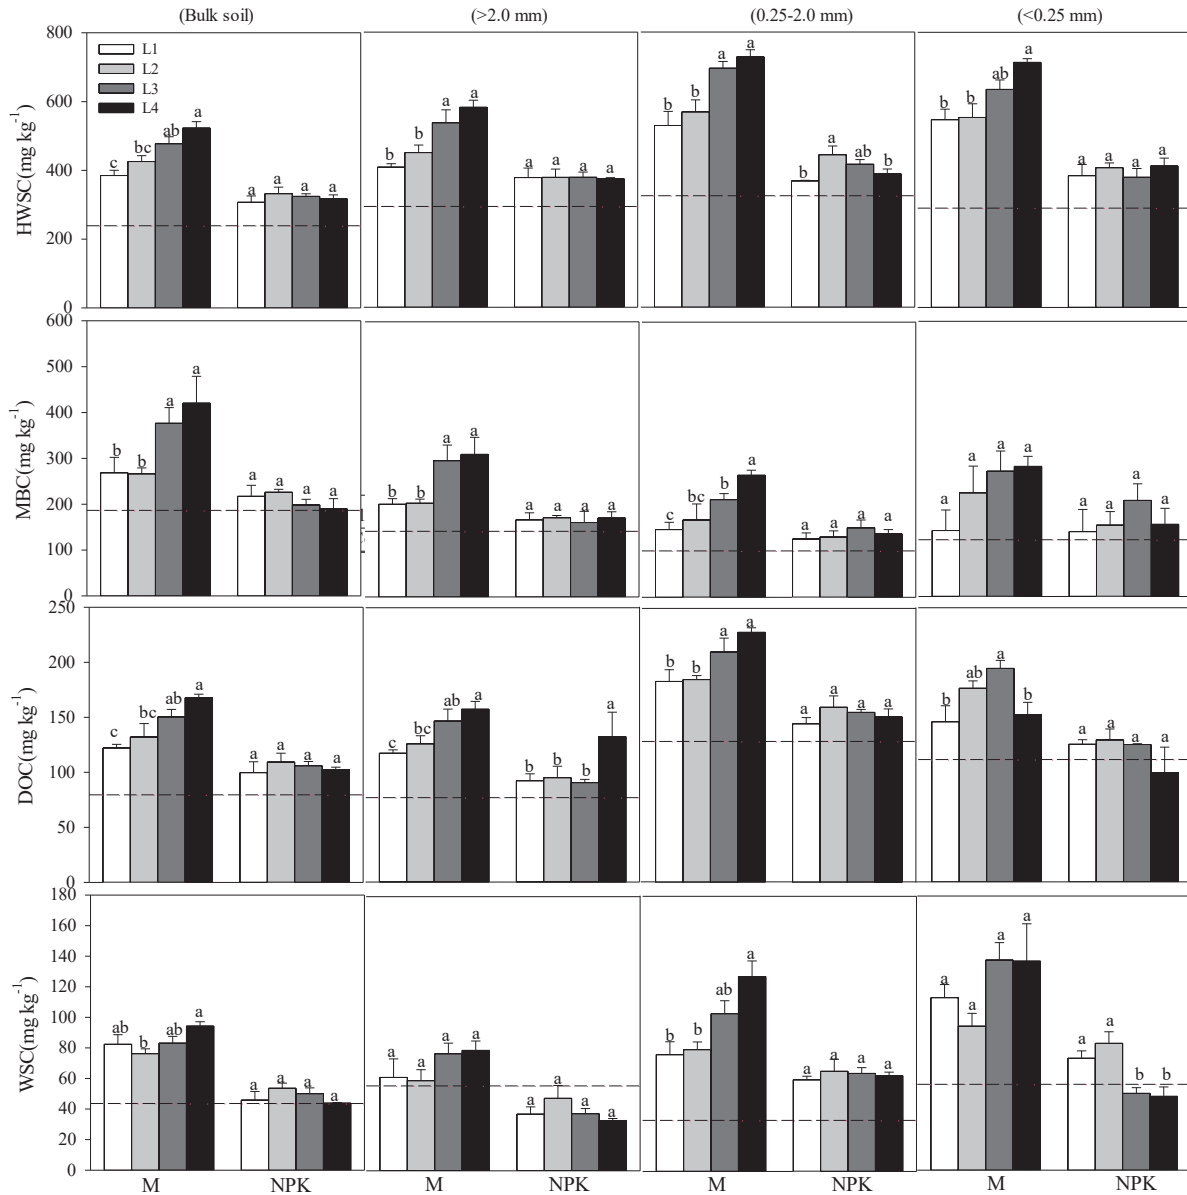 (Bulk soil) (>2.0 mm) (0.25-2.0 mm) (<0.25 mm)
HWSC(mg kg-1)
800
600
400
200
0
L1
L2
L3
L4
c bc ab a a a a a
b b a a a a a a
b b a a b a ab b
b b ab a a a a a
MBC(mg kg-1)
600
500
400
300
200
100
0
b b a a a a a a
b b a a a a a a
c bc b a a a a a
a a a a a a a a
DOC(mg kg-1)
250
200
150
100
50
0
c bc ab a a a a a
c bc ab a b b b a
b b a a a a a a
b ab a b a a a a
WSC(mg kg-1)
180
160
140
120
100
80
60
40
20
0
ab b ab a a a a a
a a a a a a a a
b b ab a a a a a
a a a a a a b b
M NPK M NPK M NPK M NPK